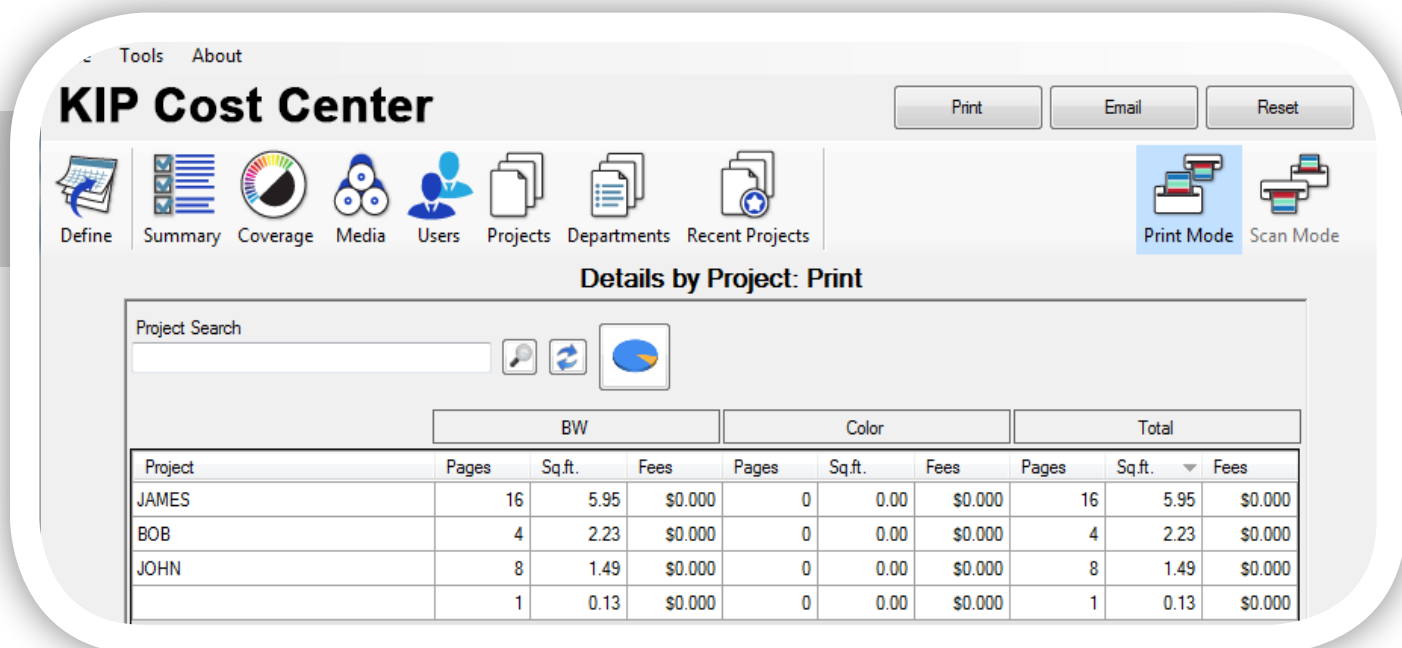 Tools About
KIP Cost Center
Print Email Reset
Define Summary Coverage Media Users Projects Departments Recent Projects Print Mode Scan Mode
Details by Project: Print
Project Search
BW Color Total
Project Pages Sq.ft. Fees Pages Sq.ft. Fees Pages Sq.ft. Fees
JAMES 16 5.95 $0.000 0 0.00 $0.000 16 5.95 $0.000
BOB 4 2.23 $0.000 0 0.00 $0.000 4 2.23 $0.000
JOHN 8 1.49 $0.000 0 0.00 $0.000 8 1.49 $0.000
1 0.13 $0.000 0 0.00 $0.000 1 0.13 $0.000